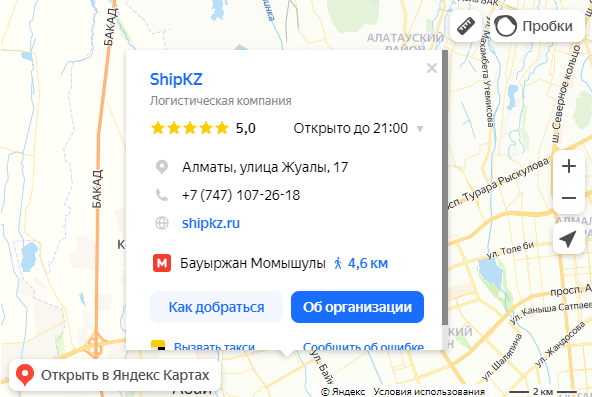 БАКАД
АЛАТАУСКИЙ
РАЙОН
ул. Махамбета
Утемисова
Пробки
ш. Северное кольцо
ShipKZ
Логистическая компания
5,0
Открыто до 21:00
Алматы, улица Жуалы, 17
+7 (747) 107-26-18
shipkz.ru
Бауыржан Момышулы 4,6 км
Как добраться
Об организации
Вызвать такси
Сообщить об ошибке
БАКАД
просп. Турара Рыскулова
ул. Толе би
просп. А
ул. Каныша Сатпаева
ул. Жандосова
ул. Шаляпина
Открыть в Яндекс Картах
© Яндекс Условия использования
2 км